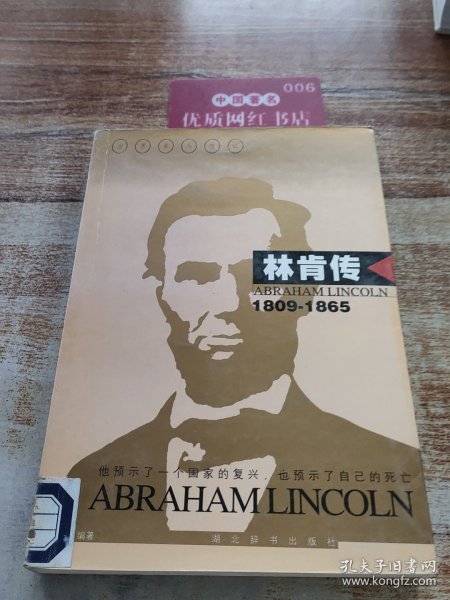 006
中国著名
优质网红书店
林肯传
ABRAHAM LINCOLN
1809-1865
他预示了一个国家的复兴，也预示了自己的死亡
ABRAHAM LINCOLN
编著
湖北辞书出版社
孔夫子旧书网
www.kongfz.com